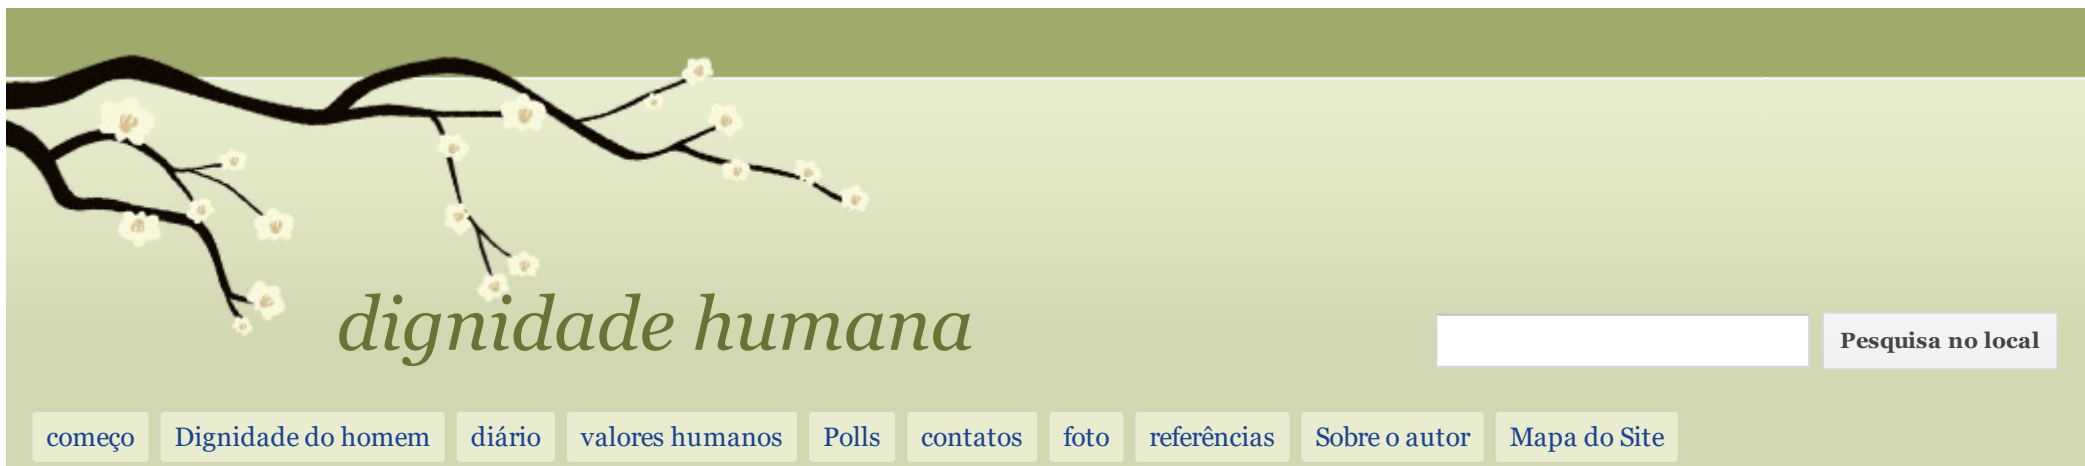 dignidade humana
Pesquisa no local
começo Dignidade do homem diário valores humanos Polls contatos foto referências Sobre o autor Mapa do Site